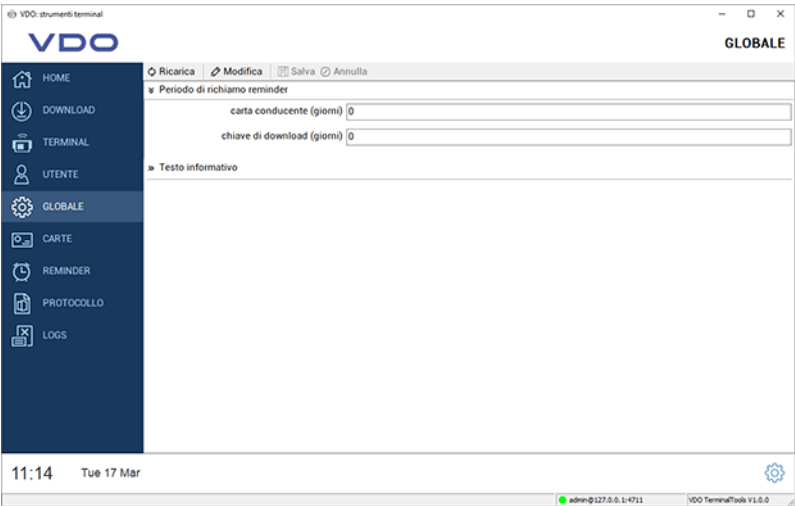 VDO: strumenti terminal
VDO
GLOBALE
HOME
DOWNLOAD
TERMINAL
UTENTE
GLOBALE
CARTE
REMINDER
PROTOCOLLO
LOGS
Ricarica Modifica Salva Annulla
Periodo di richiamo reminder
carta conducente (giorni) 0
chiave di download (giorni) 0
Testo informativo
11:14 Tue 17 Mar
admin@127.0.0.1:4711 VDO TerminalTools V1.0.0